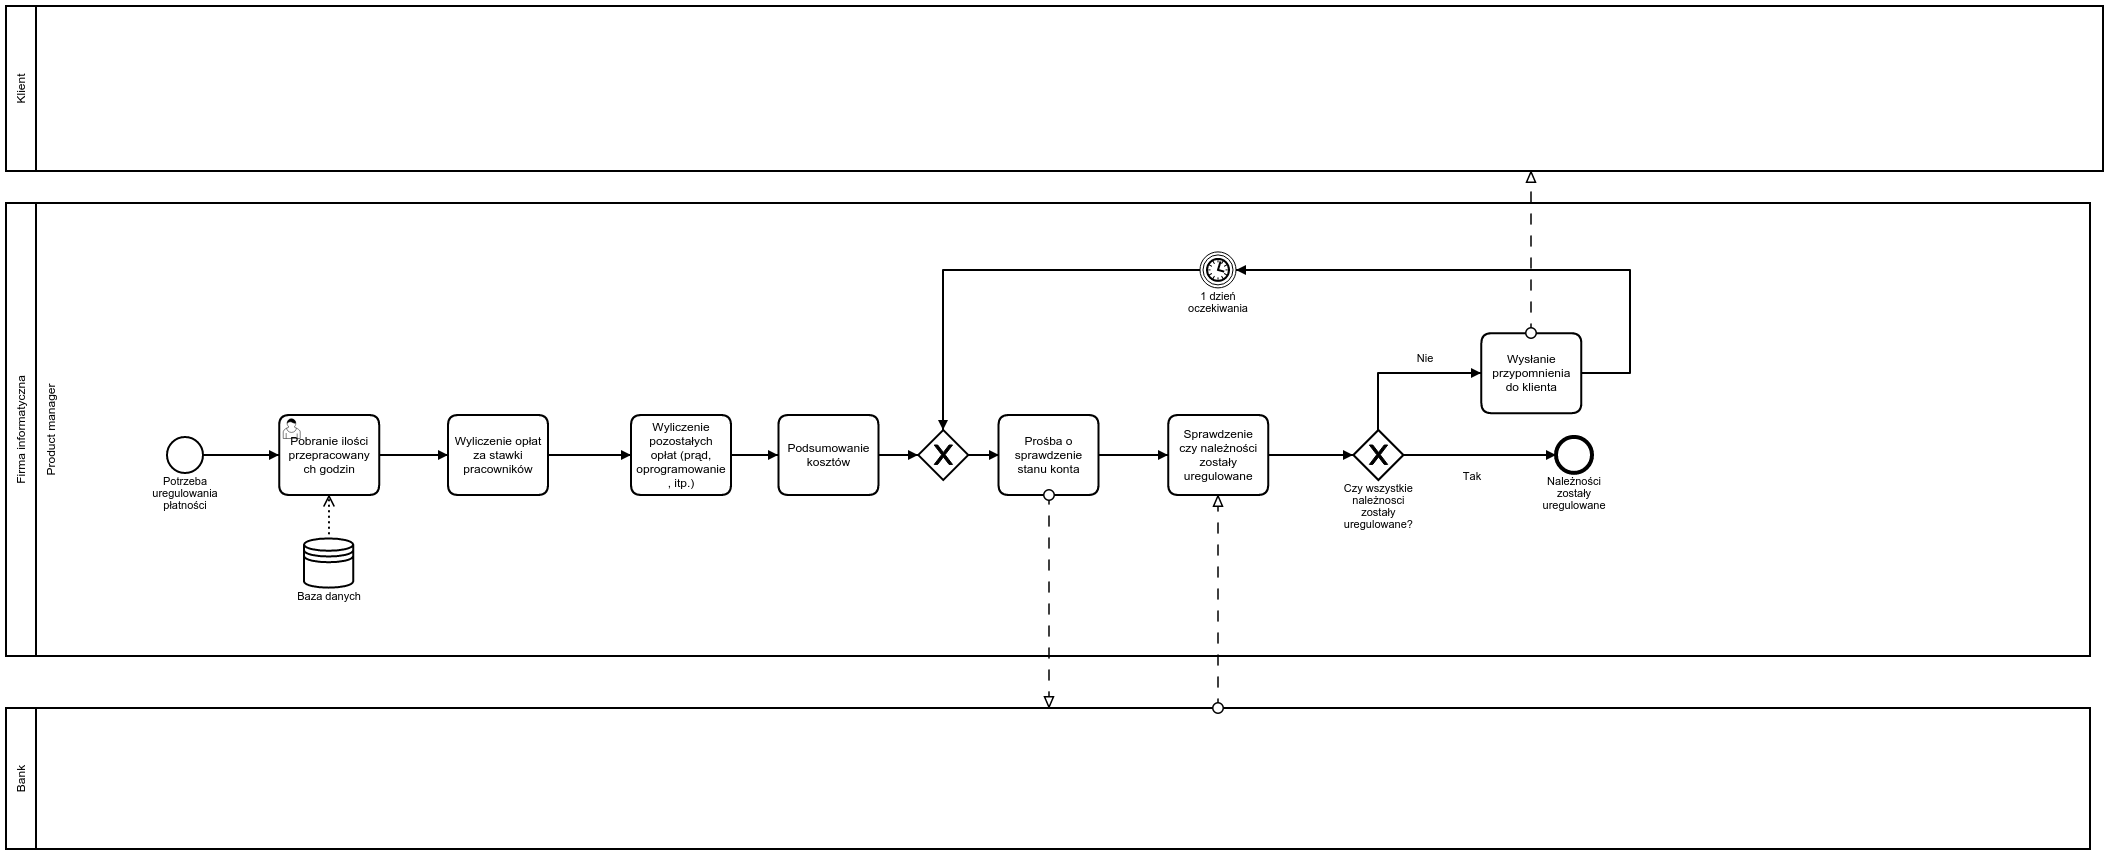 Klient
Firma informatyczna
Product manager
Potrzeba
uregulowania
płatności
Pobranie ilości
przepracowany
ch godzin
Baza danych
Wyliczenie opłat
za stawki
pracowników
Wyliczenie
pozostałych
opłat (prąd,
oprogramowanie
, itp.)
Podsumowanie
kosztów
Prośba o
sprawdzenie
stanu konta
Sprawdzenie
czy należności
zostały
uregulowane
1 dzień
oczekiwania
Czy wszystkie
należnosci
zostały
uregulowane?
Nie
Wysłanie
przypomnienia
do klienta
Tak
Należności
zostały
uregulowane
Bank